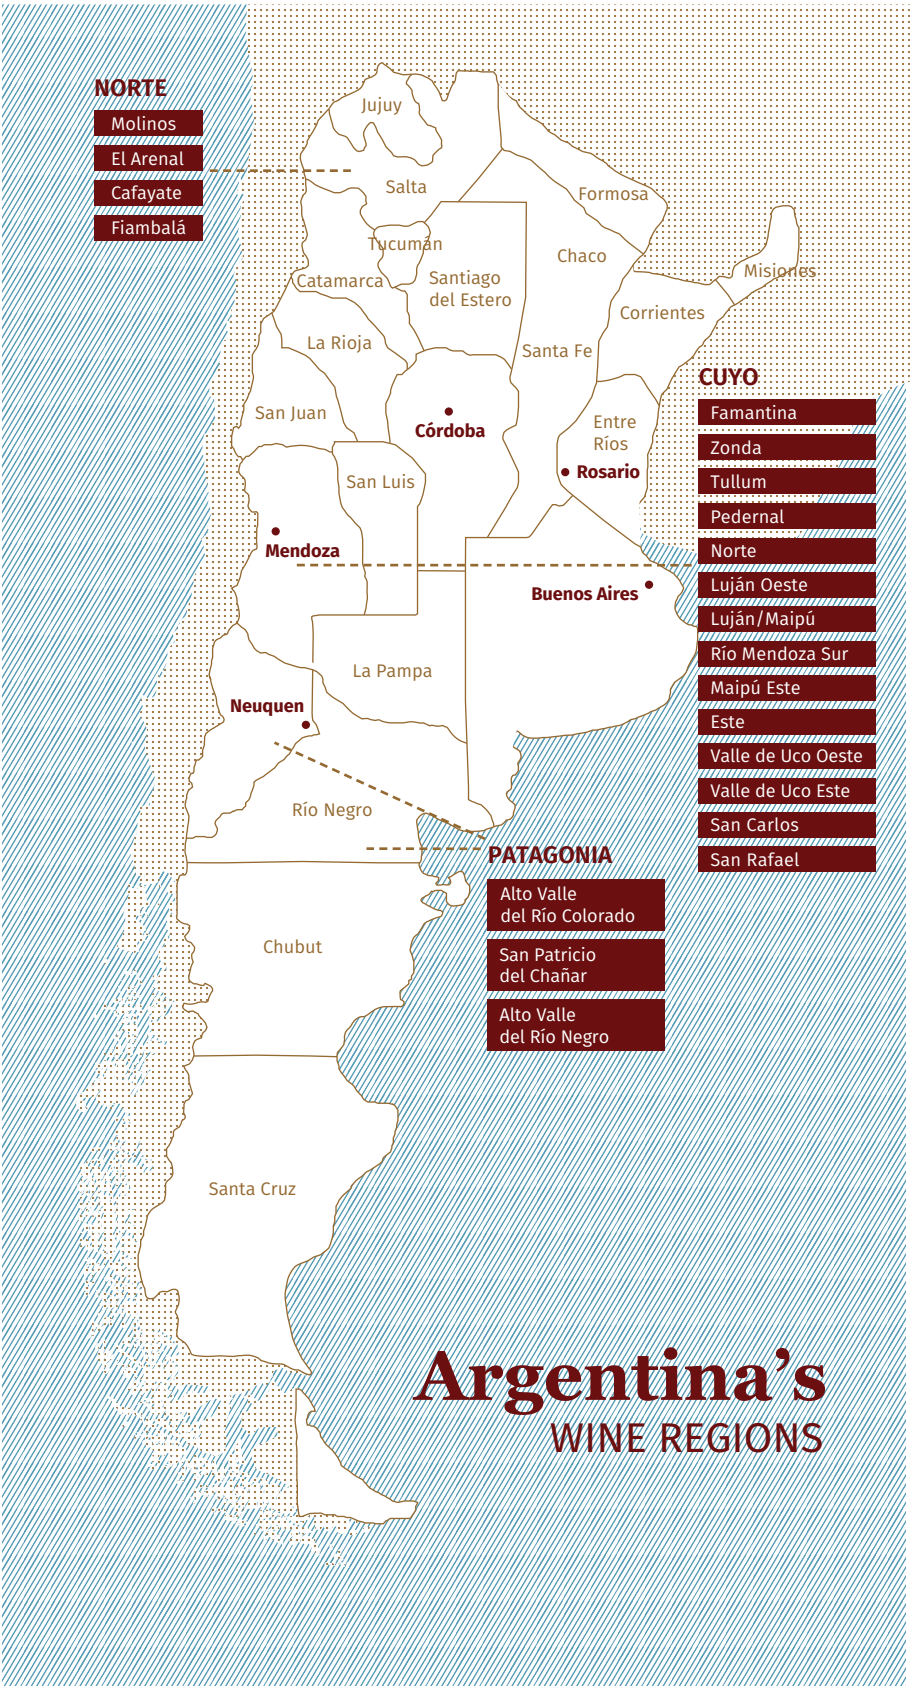 NORTE
Molinos
El Arenal
Cafayate
Fiambalá
Jujuy
Salta
Formosa
Tucumán
Chaco
Misiones
Catamarca
Santiago
del Estero
Corrientes
La Rioja
Santa Fe
San Juan
Córdoba
Entre
Ríos
Rosario
San Luis
Mendoza
Buenos Aires
La Pampa
Neuquen
Río Negro
Chubut
Santa Cruz
CUYO
Famantina
Zonda
Tullum
Pedernal
Norte
Luján Oeste
Luján/Maipú
Río Mendoza Sur
Maipú Este
Este
Valle de Uco Oeste
Valle de Uco Este
San Carlos
San Rafael
PATAGONIA
Alto Valle
del Río Colorado
San Patricio
del Chañar
Alto Valle
del Río Negro
Argentina’s
WINE REGIONS